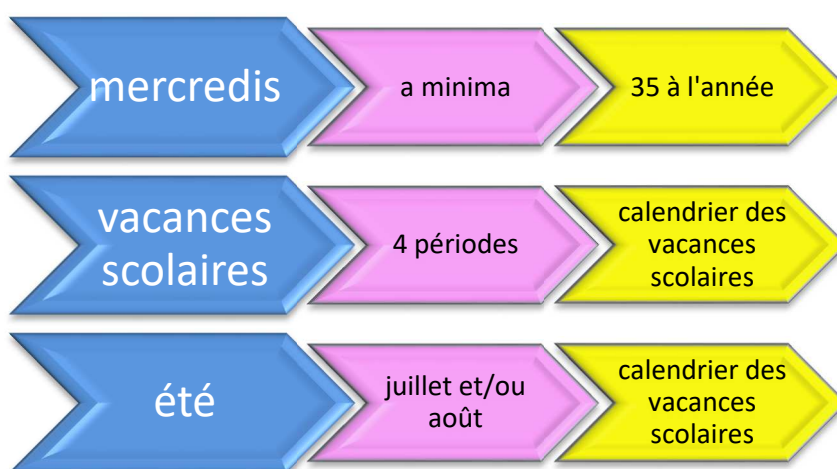 mercredis
a minima
35 à l'année
vacances
scolaires
4 périodes
calendrier des
vacances
scolaires
été
juillet et/ou
août
calendrier des
vacances
scolaires